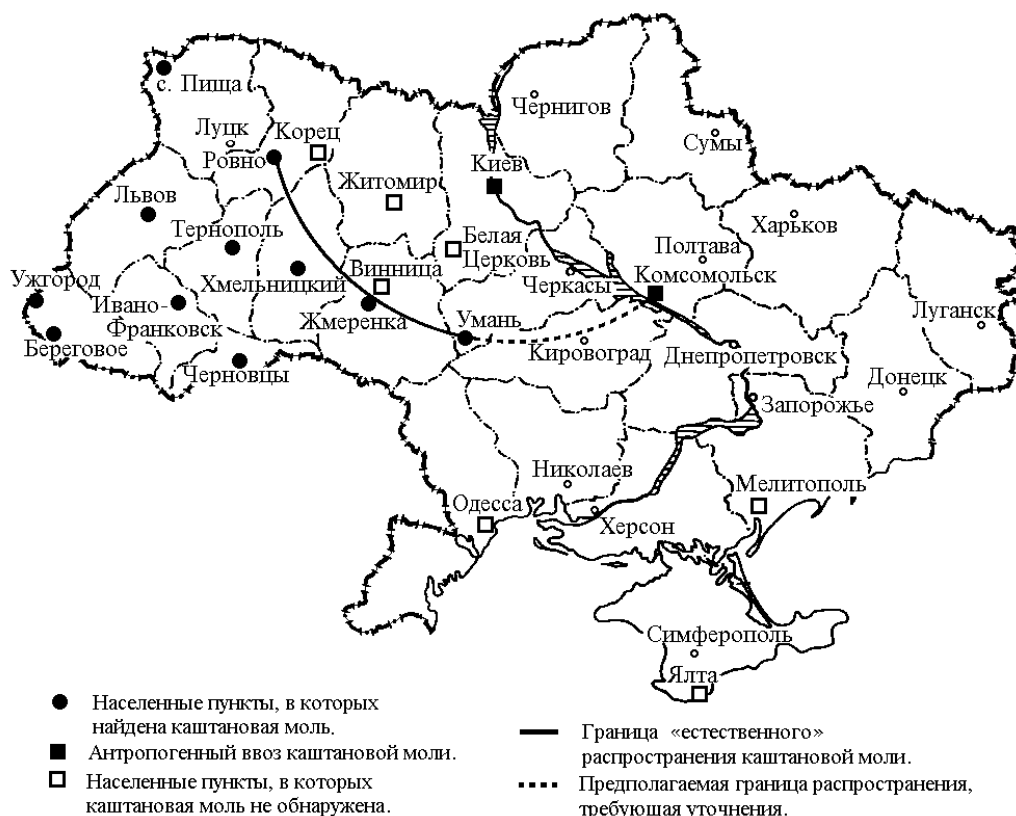 с. Пища
Чернигов
Луцк
Корец
Сумы
Ровно
Киев
Житомир
Львов
Харьков
Тернополь
Белая
Церковь
Полтава
Винница
Ужгород
Хмельницкий
Черкассы
Комсомольск
Ивано-
Франковск
Жмеренка
Умань
Луганск
Береговое
Кировоград
Днепропетровск
Черновцы
Донецк
Запорожье
Николаев
Мелитополь
Одесса
Херсон
Симферополь
Ялта
Населенные пункты, в которых
найдена каштановая моль.
Антропогенный ввоз каштановой моли.
Населенные пункты, в которых
каштановая моль не обнаружена.
Граница «естественного»
распространения каштановой моли.
Предполагаемая граница распространения,
требующая уточнения.